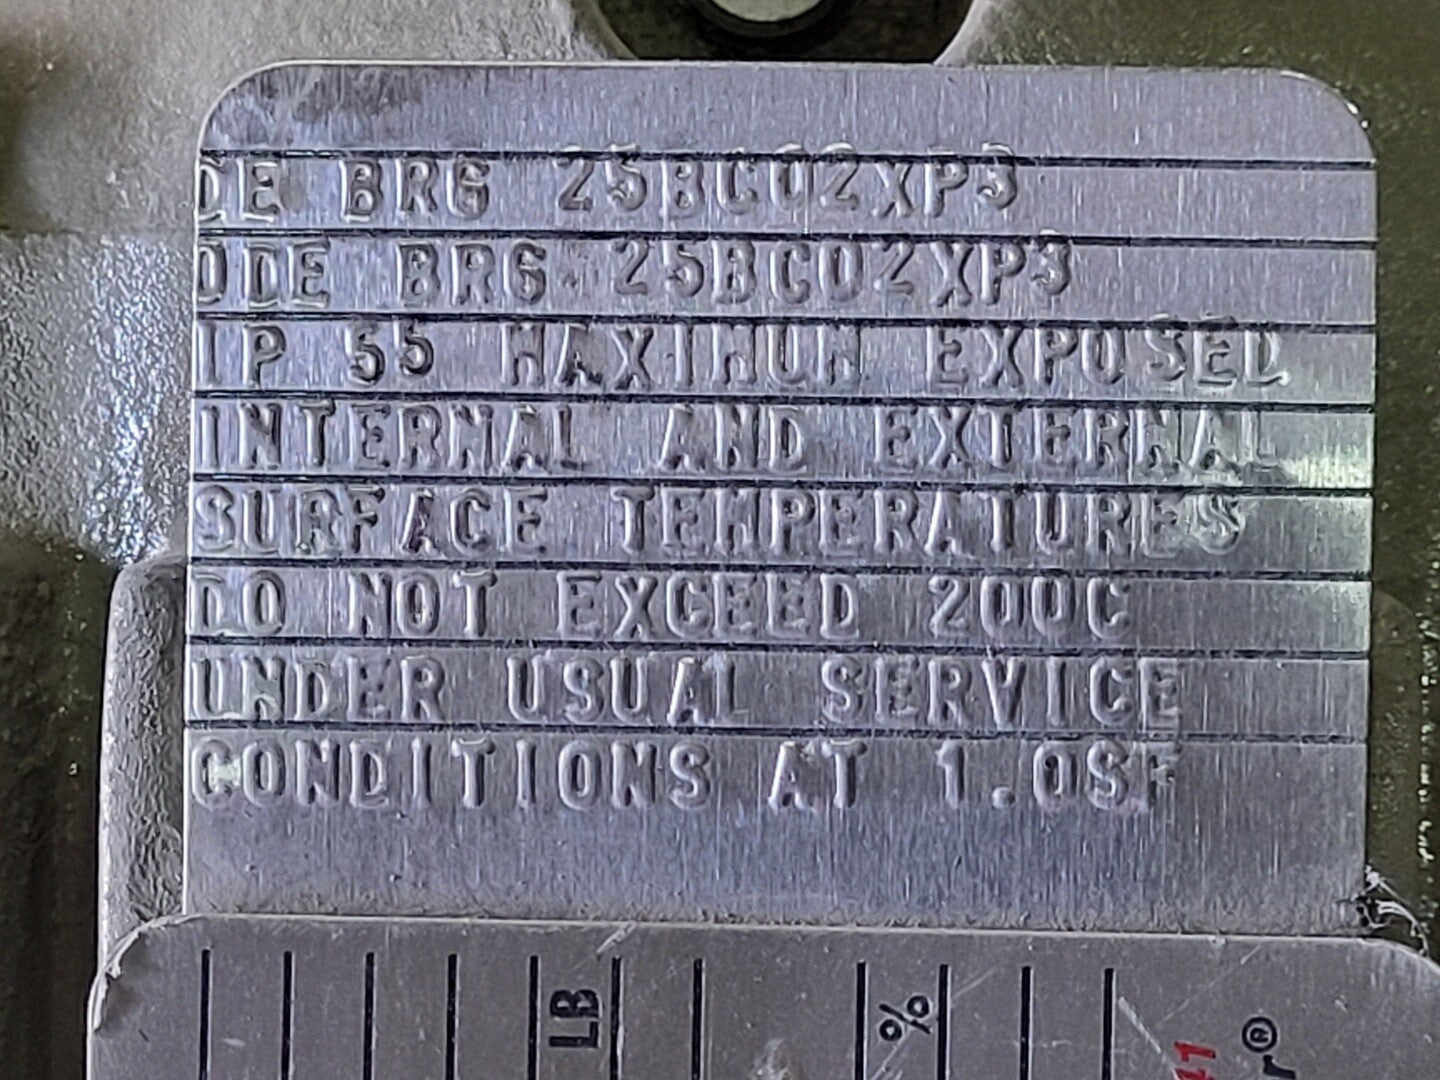 DE BRG 25BC02XP3
ODE BRG 25BC02XP3
IP 55 MAXIMUM EXPOSED
INTERNAL AND EXTERNAL
SURFACE TEMPERATURES
DO NOT EXCEED 200C
UNDER USUAL SERVICE
CONDITIONS AT 1.0SF
LB
%
r®